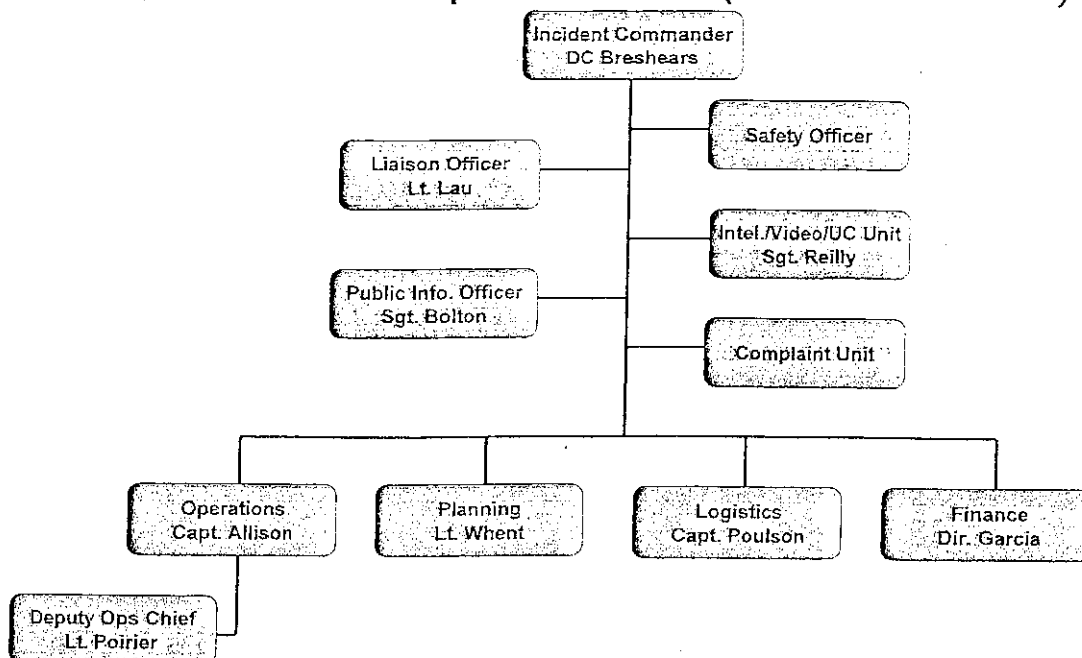 Incident Commander
DC Breshears
Safety Officer
Liaison Officer
Lt. Lau
Intel./Video/UC Unit
Sgt. Reilly
Public Info. Officer
Sgt. Bolton
Complaint Unit
Operations
Capt. Allison
Planning
Lt. Whent
Logistics
Capt. Poulson
Finance
Dir. Garcia
Deputy Ops Chief
Lt. Poirier